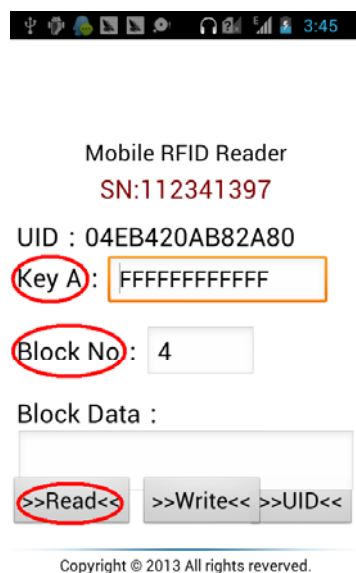 3:45
Mobile RFID Reader
SN:112341397
UID : 04EB420AB82A80
Key A : FFFFFFFFFFFF
Block No : 4
Block Data :
>>Read<< >>Write<< >>UID<<
Copyright © 2013 All rights reserved.